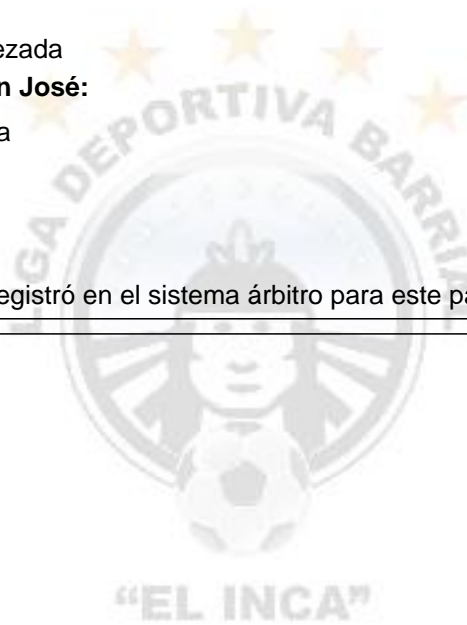 ezada
n José:
a
egistró en el sistema árbitro para este pa
LIGA DEPORTIVA BARRIAL
"EL INCA"